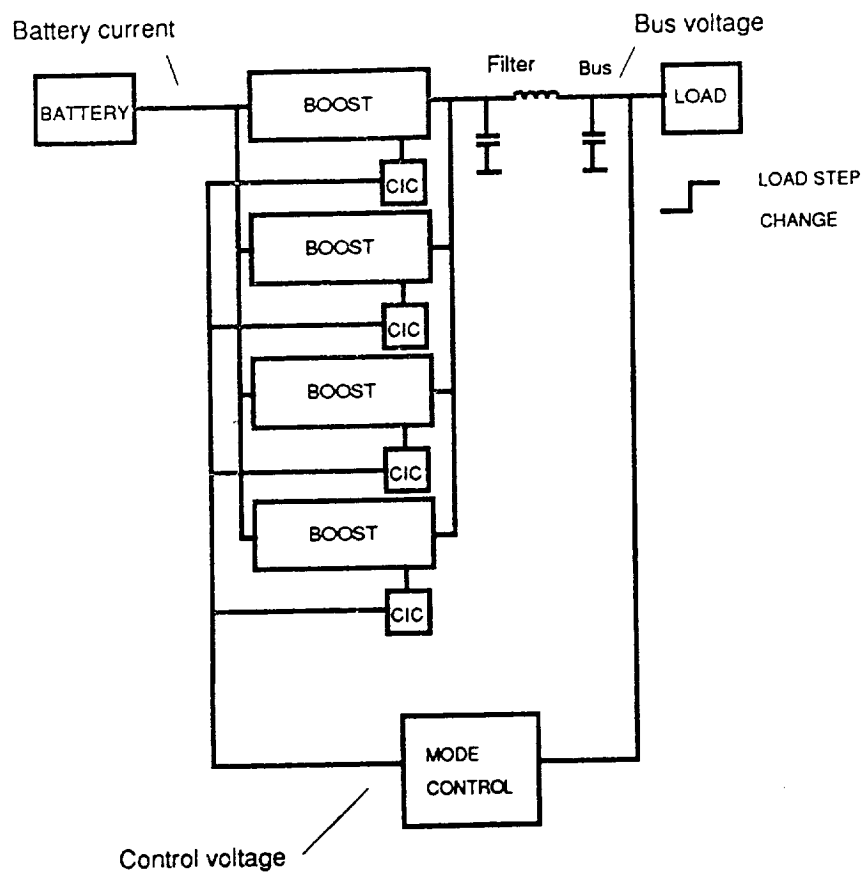 Battery current
Bus voltage
Filter
Bus
BATTERY
BOOST
LOAD
CIC
LOAD STEP
CHANGE
BOOST
CIC
BOOST
CIC
BOOST
CIC
MODE
CONTROL
Control voltage